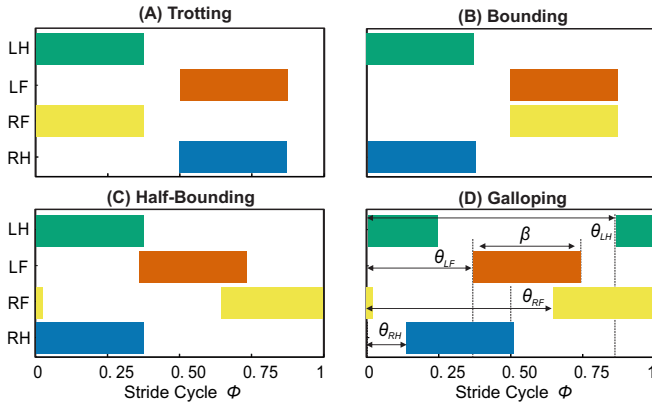 (A) Trotting
(B) Bounding
LH
LF
RF
RH
(C) Half-Bounding
(D) Galloping
LH
LF
RF
RH
θLH
β
θLF
θRF
θRH
0 0.25 0.50 0.75 1
0 0.25 0.50 0.75 1
Stride Cycle Φ
Stride Cycle Φ